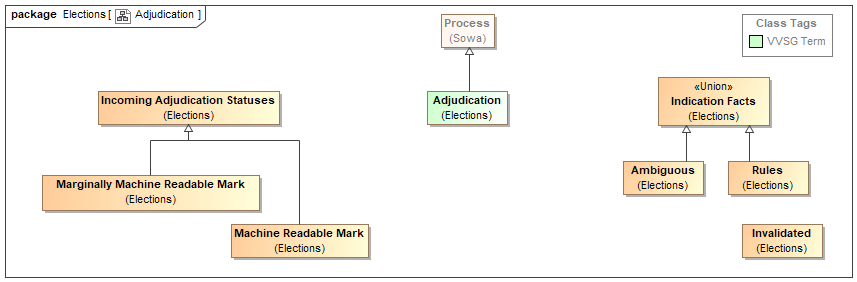 package Elections [ Adjudication ]
Process
(Sowa)
Class Tags
VVSG Term
Incoming Adjudication Statuses
(Elections)
Adjudication
(Elections)
«Union»
Indication Facts
(Elections)
Marginally Machine Readable Mark
(Elections)
Ambiguous
(Elections)
Rules
(Elections)
Machine Readable Mark
(Elections)
Invalidated
(Elections)